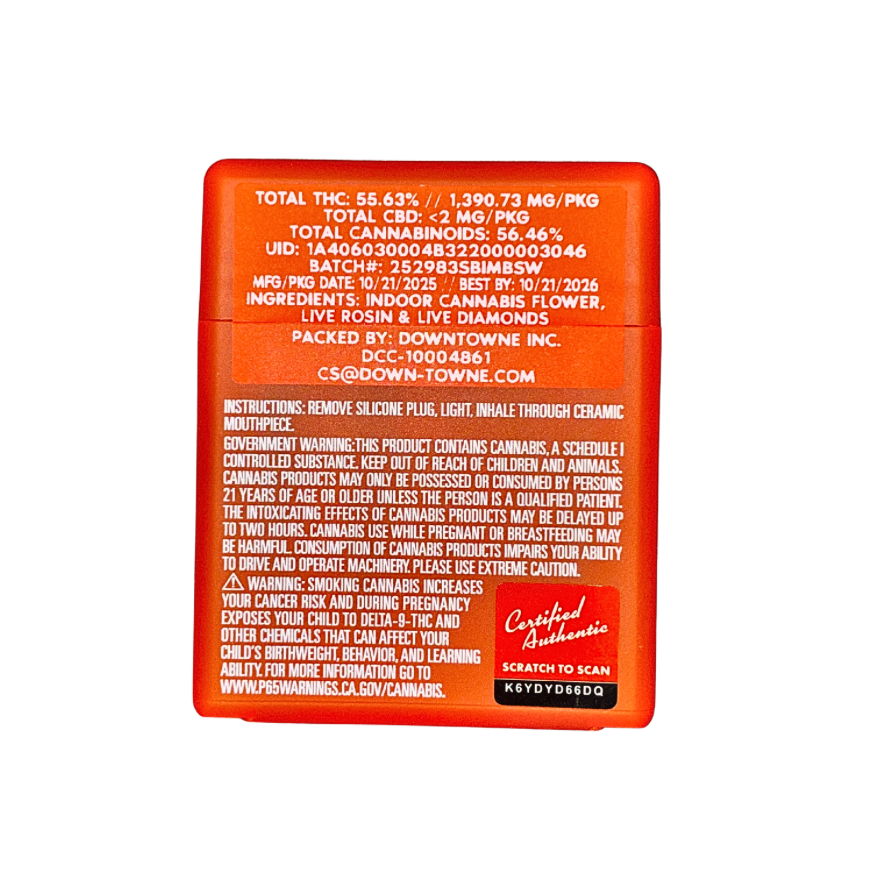 TOTAL THC: 55.63% // 1,390.73 MG/PKG
TOTAL CBD: <2 MG/PKG
TOTAL CANNABINOIDS: 56.46%
UID: 1A406030004B322000003046
BATCH#: 252983SBIMBSW
MFG/PKG DATE: 10/21/2025 // BEST BY: 10/21/2026
INGREDIENTS: INDOOR CANNABIS FLOWER,
LIVE ROSIN & LIVE DIAMONDS
PACKED BY: DOWNTOWNE INC.
DCC-10004861
CS@DOWN-TOWNE.COM
INSTRUCTIONS: REMOVE SILICONE PLUG, LIGHT, INHALE THROUGH CERAMIC
MOUTHPIECE.
GOVERNMENT WARNING:THIS PRODUCT CONTAINS CANNABIS, A SCHEDULE I
CONTROLLED SUBSTANCE. KEEP OUT OF REACH OF CHILDREN AND ANIMALS.
CANNABIS PRODUCTS MAY ONLY BE POSSESSED OR CONSUMED BY PERSONS
21 YEARS OF AGE OR OLDER UNLESS THE PERSON IS A QUALIFIED PATIENT.
THE INTOXICATING EFFECTS OF CANNABIS PRODUCTS MAY BE DELAYED UP
TO TWO HOURS. CANNABIS USE WHILE PREGNANT OR BREASTFEEDING MAY
BE HARMFUL. CONSUMPTION OF CANNABIS PRODUCTS IMPAIRS YOUR ABILITY
TO DRIVE AND OPERATE MACHINERY. PLEASE USE EXTREME CAUTION.
⚠ WARNING: SMOKING CANNABIS INCREASES
YOUR CANCER RISK AND DURING PREGNANCY
EXPOSES YOUR CHILD TO DELTA-9-THC AND
OTHER CHEMICALS THAT CAN AFFECT YOUR
CHILD'S BIRTHWEIGHT, BEHAVIOR, AND LEARNING
ABILITY. FOR MORE INFORMATION GO TO
WWW.P65WARNINGS.CA.GOV/CANNABIS.
Certified
Authentic
SCRATCH TO SCAN
K6YDYD66DQ